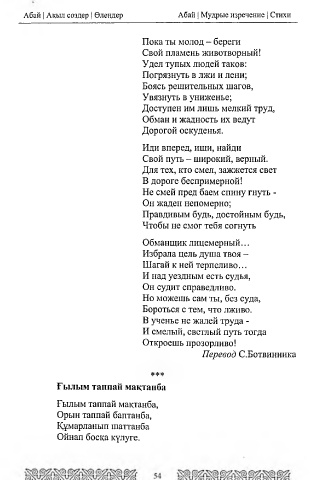 Абай | Ақыл сөздер | Өлеңдер
Абай | Мудрые изречение | Стихи
Пока ты молод – береги
Свой пламень животворный!
Удел тупых людей таков:
Погрязнуть в лжи и лени;
Боясь решительных шагов,
Увязнуть в униженье;
Доступен им лишь мелкий труд,
Обман и жадность их ведут
Дорогой оскуденья.
Иди вперед, ищи, найди
Свой путь – широкий, верный.
Для тех, кто смел, зажжется свет
В дороге беспримерной!
Не смей пред баем спину гнуть -
Он жаден непомерно;
Правдивым будь, достойным будь,
Чтобы не смог тебя согнуть
Обманщик лицемерный…
Избрала цель душа твоя –
Шагай к ней терпеливо…
И над уездным есть судья,
Он судит справедливо.
Но можешь сам ты, без суда,
Бороться с тем, что лживо.
В ученье не жалей труда -
И смелый, светлый путь тогда
Откроешь прозорливо!
Перевод С.Ботвинника
***
Ғылым таппай мақтанба
Ғылым таппай мақтанба,
Орын таппай баптанба,
Құмарланып шаттанба
Ойнап босқа күлуге.
54